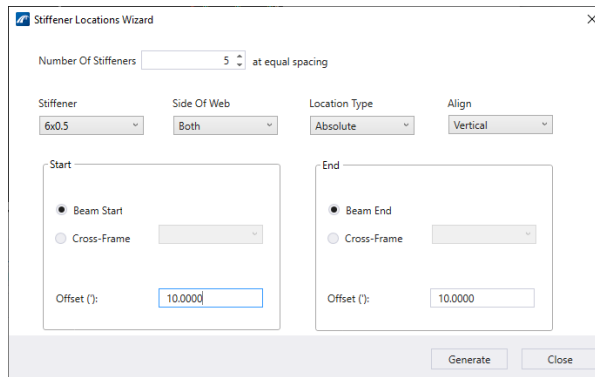 Stiffener Locations Wizard
Number Of Stiffeners 5 at equal spacing
Stiffener Side Of Web Location Type Align
6x0.5 Both Absolute Vertical
Start End
Beam Start Beam End
Cross-Frame Cross-Frame
Offset ('): 10.0000 Offset ('): 10.0000
Generate Close